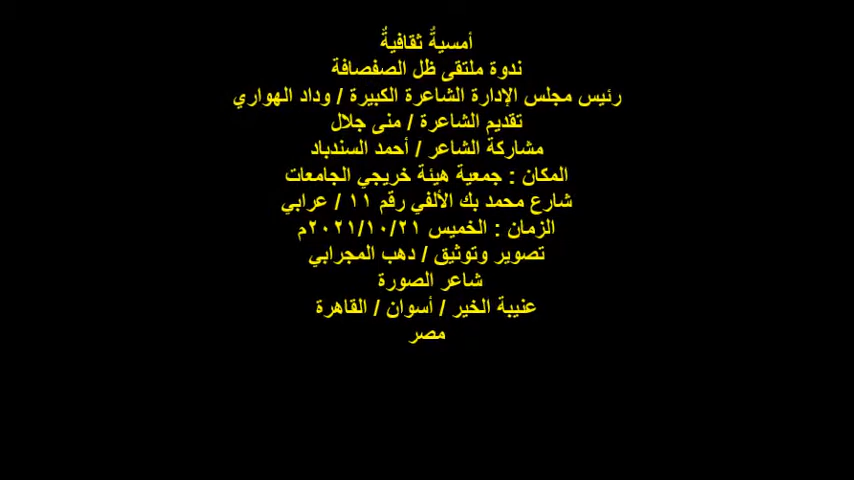 أمسيةٌ ثقافيةٌ
ندوة ملتقى ظل الصفصافة
رئيس مجلس الإدارة الشاعرة الكبيرة / وداد الهواري
تقديم الشاعرة / منى جلال
مشاركة الشاعر / أحمد السندباد
المكان : جمعية هيئة خريجي الجامعات
شارع محمد بك الألفي رقم ١١ / عرابي
الزمان : الخميس ٢٠٢١/١٠/٢١م
تصوير وتوثيق / دهب المجرابي
شاعر الصورة
عنيبة الخير / أسوان / القاهرة
مصر